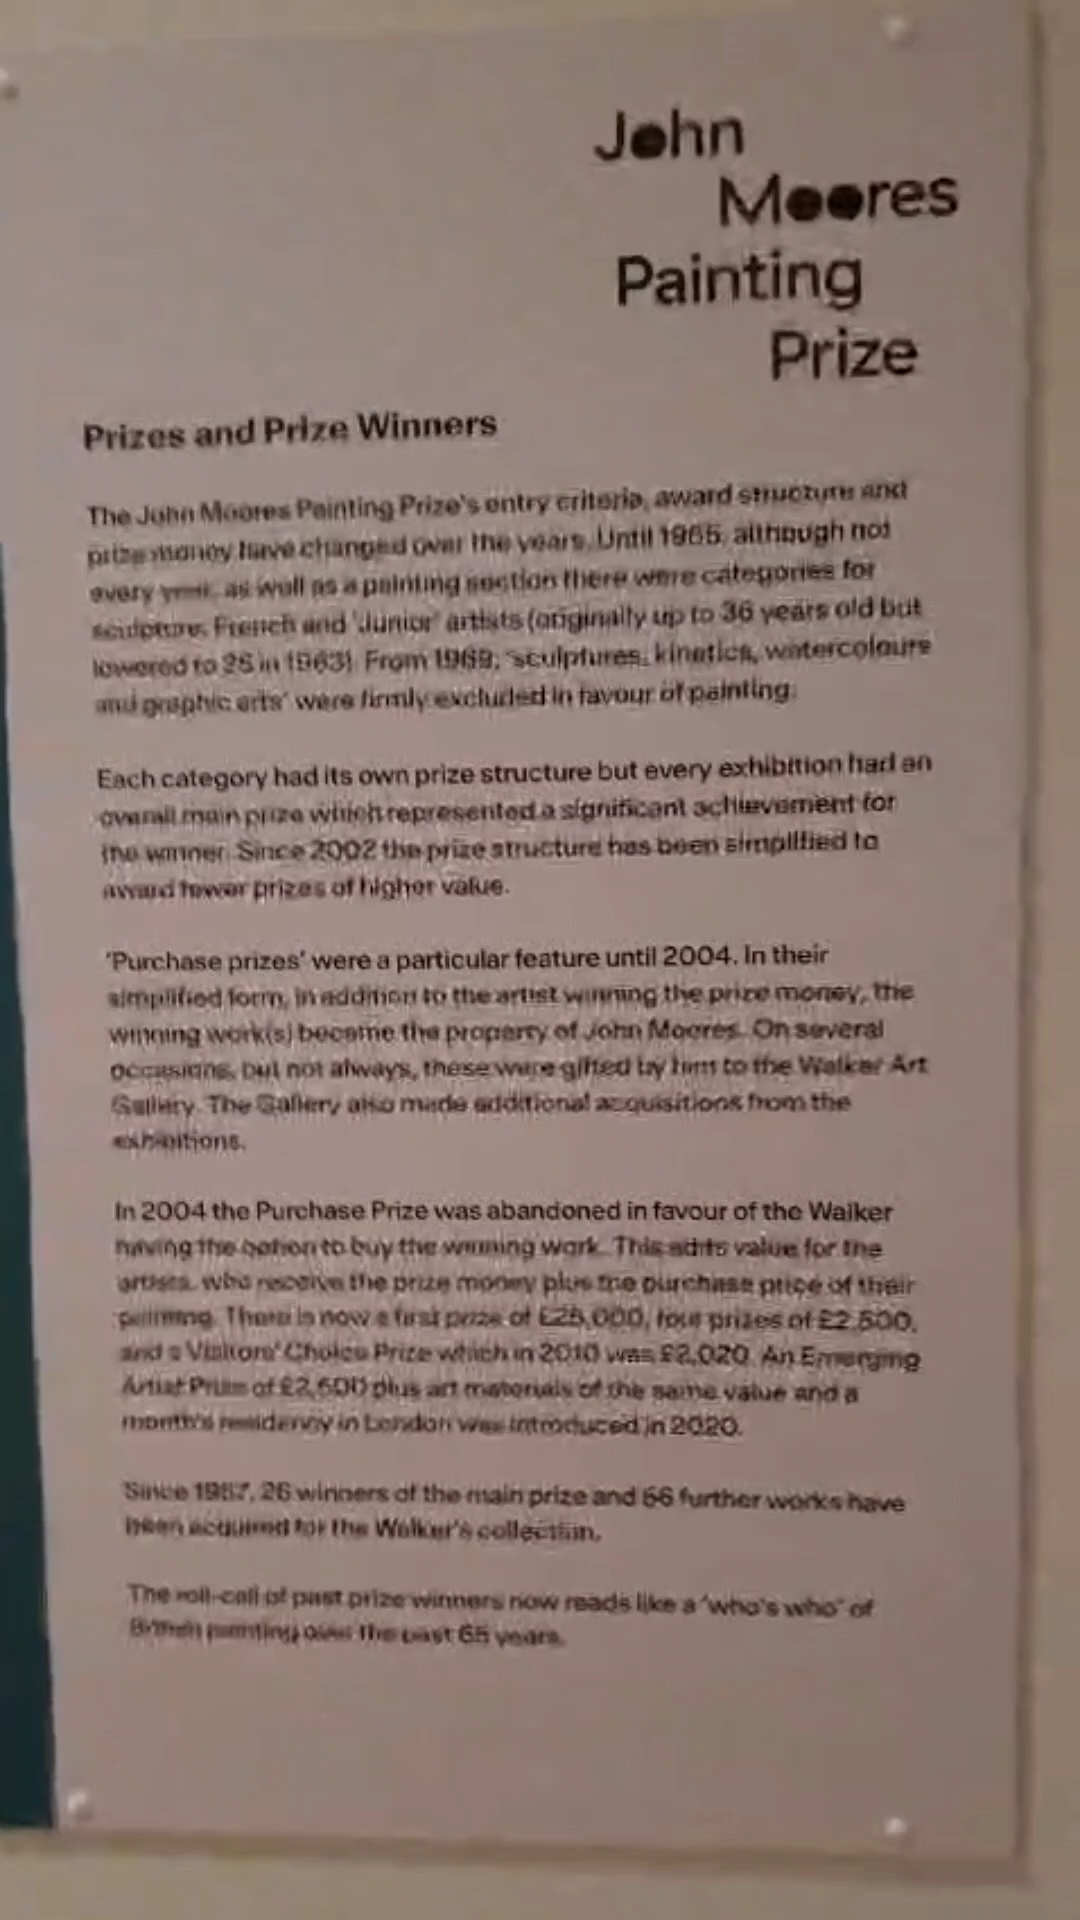 John
Moores
Painting
Prize
Prizes and Prize Winners
The John Moores Painting Prize's entry criteria, award structure and
prize money have changed over the years. Until 1965, although not
every year, as well as a painting section there were categories for
sculpture, French and 'Junior' artists (originally up to 36 years old but
lowered to 25 in 1963). From 1969, 'sculptures, kinetics, watercolours
and graphic arts' were firmly excluded in favour of painting.
Each category had its own prize structure but every exhibition had an
overall main prize which represented a significant achievement for
the winner. Since 2002 the prize structure has been simplified to
award fewer prizes of higher value.
'Purchase prizes' were a particular feature until 2004. In their
simplified form, in addition to the artist winning the prize money, the
winning work(s) became the property of John Moores. On several
occasions, but not always, these were gifted by him to the Walker Art
Gallery. The Gallery also made additional acquisitions from the
exhibitions.
In 2004 the Purchase Prize was abandoned in favour of the Walker
having the option to buy the winning work. This adds value for the
artists, who receive the prize money plus the purchase price of their
painting. There is now a first prize of £25,000, four prizes of £2,500,
and a Visitors' Choice Prize which in 2010 was £2,020. An Emerging
Artist Prize of £2,500 plus art materials of the same value and a
month's residency in London was introduced in 2020.
Since 1957, 26 winners of the main prize and further works have
been acquired for the Walker's collection.
The roll-call of past prize winners now reads like a 'who's who' of
British painting over the past 65 years.